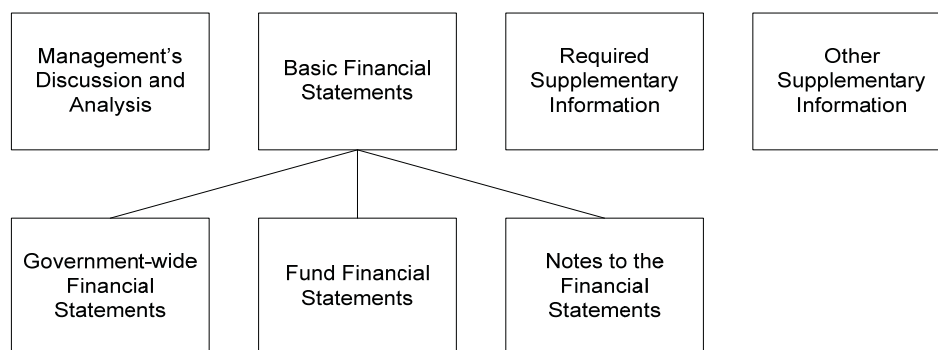 Management’s
Discussion and
Analysis
Basic Financial
Statements
Required
Supplementary
Information
Other
Supplementary
Information
Government-wide
Financial
Statements
Fund Financial
Statements
Notes to the
Financial
Statements